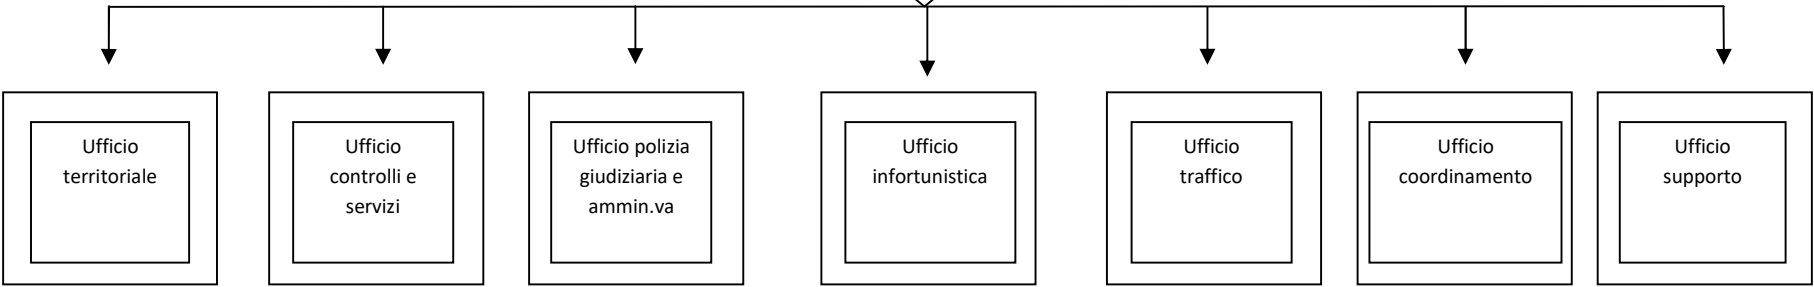 Ufficio
territoriale
Ufficio
controlli e
servizi
Ufficio polizia
giudiziaria e
ammin.va
Ufficio
infortunistica
Ufficio
traffico
Ufficio
coordinamento
Ufficio
supporto